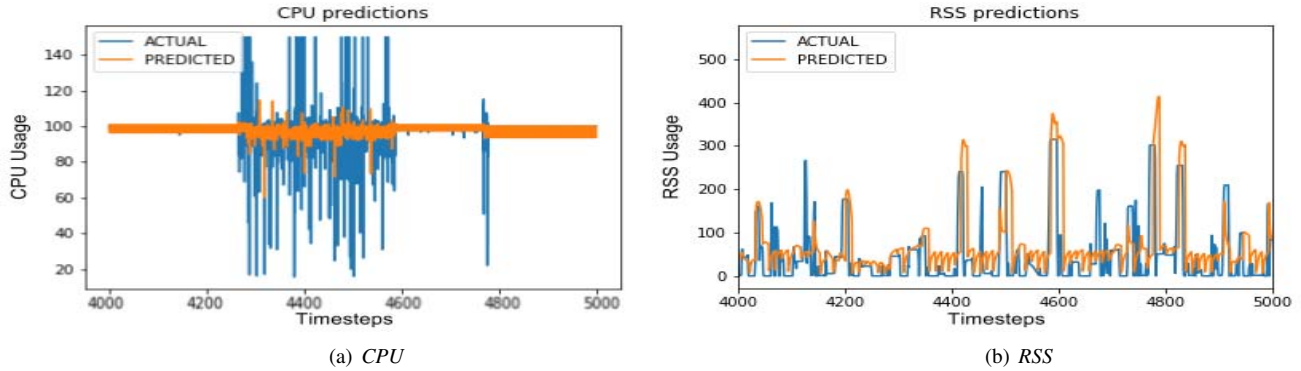 CPU predictions
ACTUAL
PREDICTED
140
120
100
80
60
40
20
CPU Usage
4000 4200 4400 4600 4800 5000
Timesteps
(a) CPU
RSS predictions
ACTUAL
PREDICTED
500
400
300
200
100
0
RSS Usage
4000 4200 4400 4600 4800 5000
Timesteps
(b) RSS